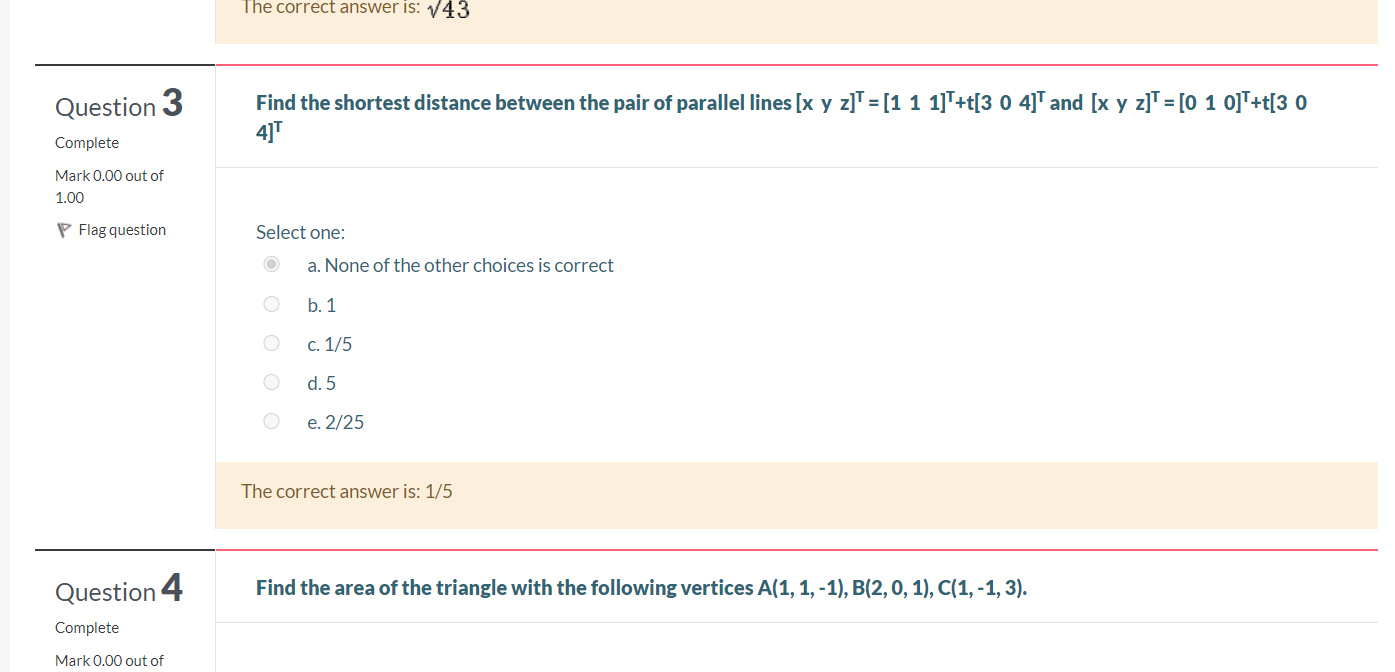 The correct answer is: √43
Question 3
Complete
Mark 0.00 out of
1.00
Flag question
Find the shortest distance between the pair of parallel lines [x y z]ᵀ = [1 1 1]ᵀ+t[3 0 4]ᵀ and [x y z]ᵀ = [0 1 0]ᵀ+t[3 0
4]ᵀ
Select one:
a. None of the other choices is correct
b. 1
c. 1/5
d. 5
e. 2/25
The correct answer is: 1/5
Question 4
Complete
Mark 0.00 out of
Find the area of the triangle with the following vertices A(1, 1, -1), B(2, 0, 1), C(1, -1, 3).